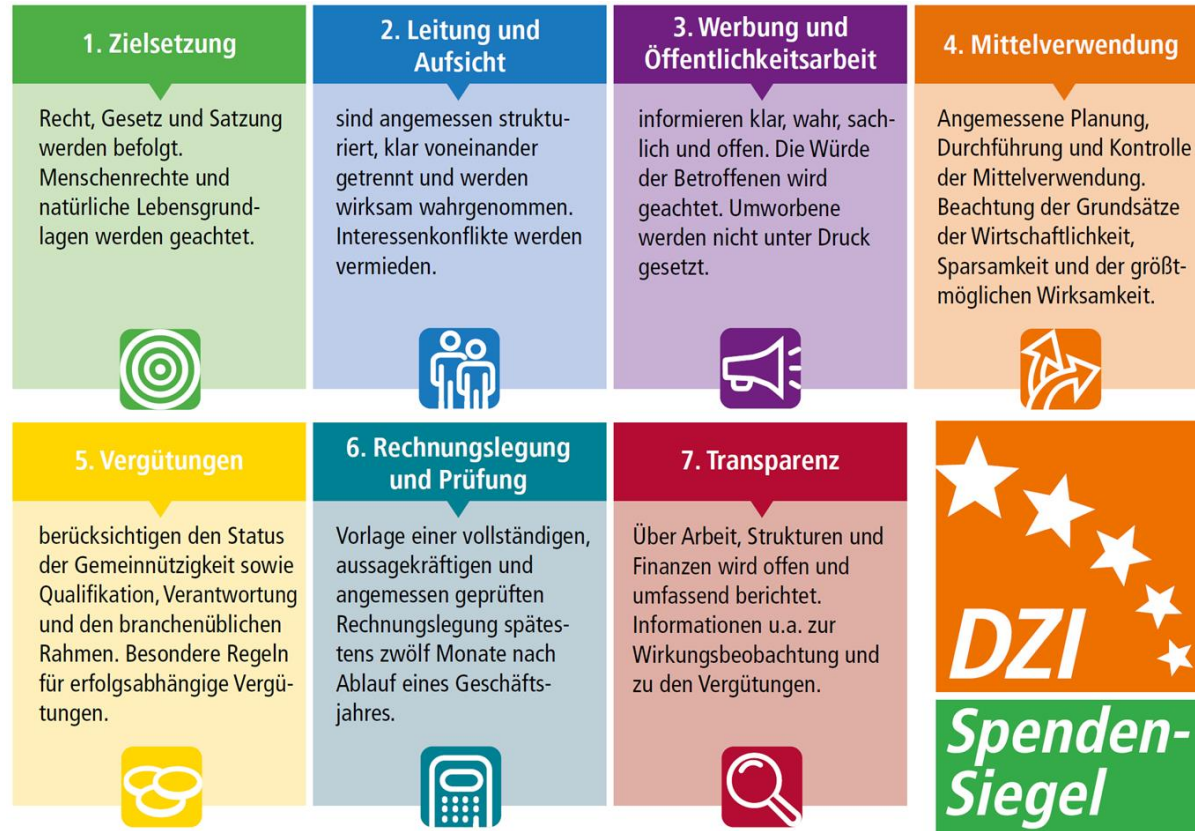 1. Zielsetzung
Recht, Gesetz und Satzung
werden befolgt.
Menschenrechte und
natürliche Lebensgrund-
lagen werden geachtet.
2. Leitung und
Aufsicht
sind angemessen struktu-
riert, klar voneinander
getrennt und werden
wirksam wahrgenommen.
Interessenkonflikte werden
vermieden.
3. Werbung und
Öffentlichkeitsarbeit
informieren klar, wahr, sach-
lich und offen. Die Würde
der Betroffenen wird
geachtet. Umworbene
werden nicht unter Druck
gesetzt.
4. Mittelverwendung
Angemessene Planung,
Durchführung und Kontrolle
der Mittelverwendung.
Beachtung der Grundsätze
der Wirtschaftlichkeit,
Sparsamkeit und der größt-
möglichen Wirksamkeit.
5. Vergütungen
berücksichtigen den Status
der Gemeinnützigkeit sowie
Qualifikation, Verantwortung
und den branchenüblichen
Rahmen. Besondere Regeln
für erfolgsabhängige Vergü-
tungen.
6. Rechnungslegung
und Prüfung
Vorlage einer vollständigen,
aussagekräftigen und
angemessen geprüften
Rechnungslegung spätes-
tens zwölf Monate nach
Ablauf eines Geschäfts-
jahres.
7. Transparenz
Über Arbeit, Strukturen und
Finanzen wird offen und
umfassend berichtet.
Informationen u.a. zur
Wirkungsbeobachtung und
zu den Vergütungen.
DZI
Spenden-
Siegel